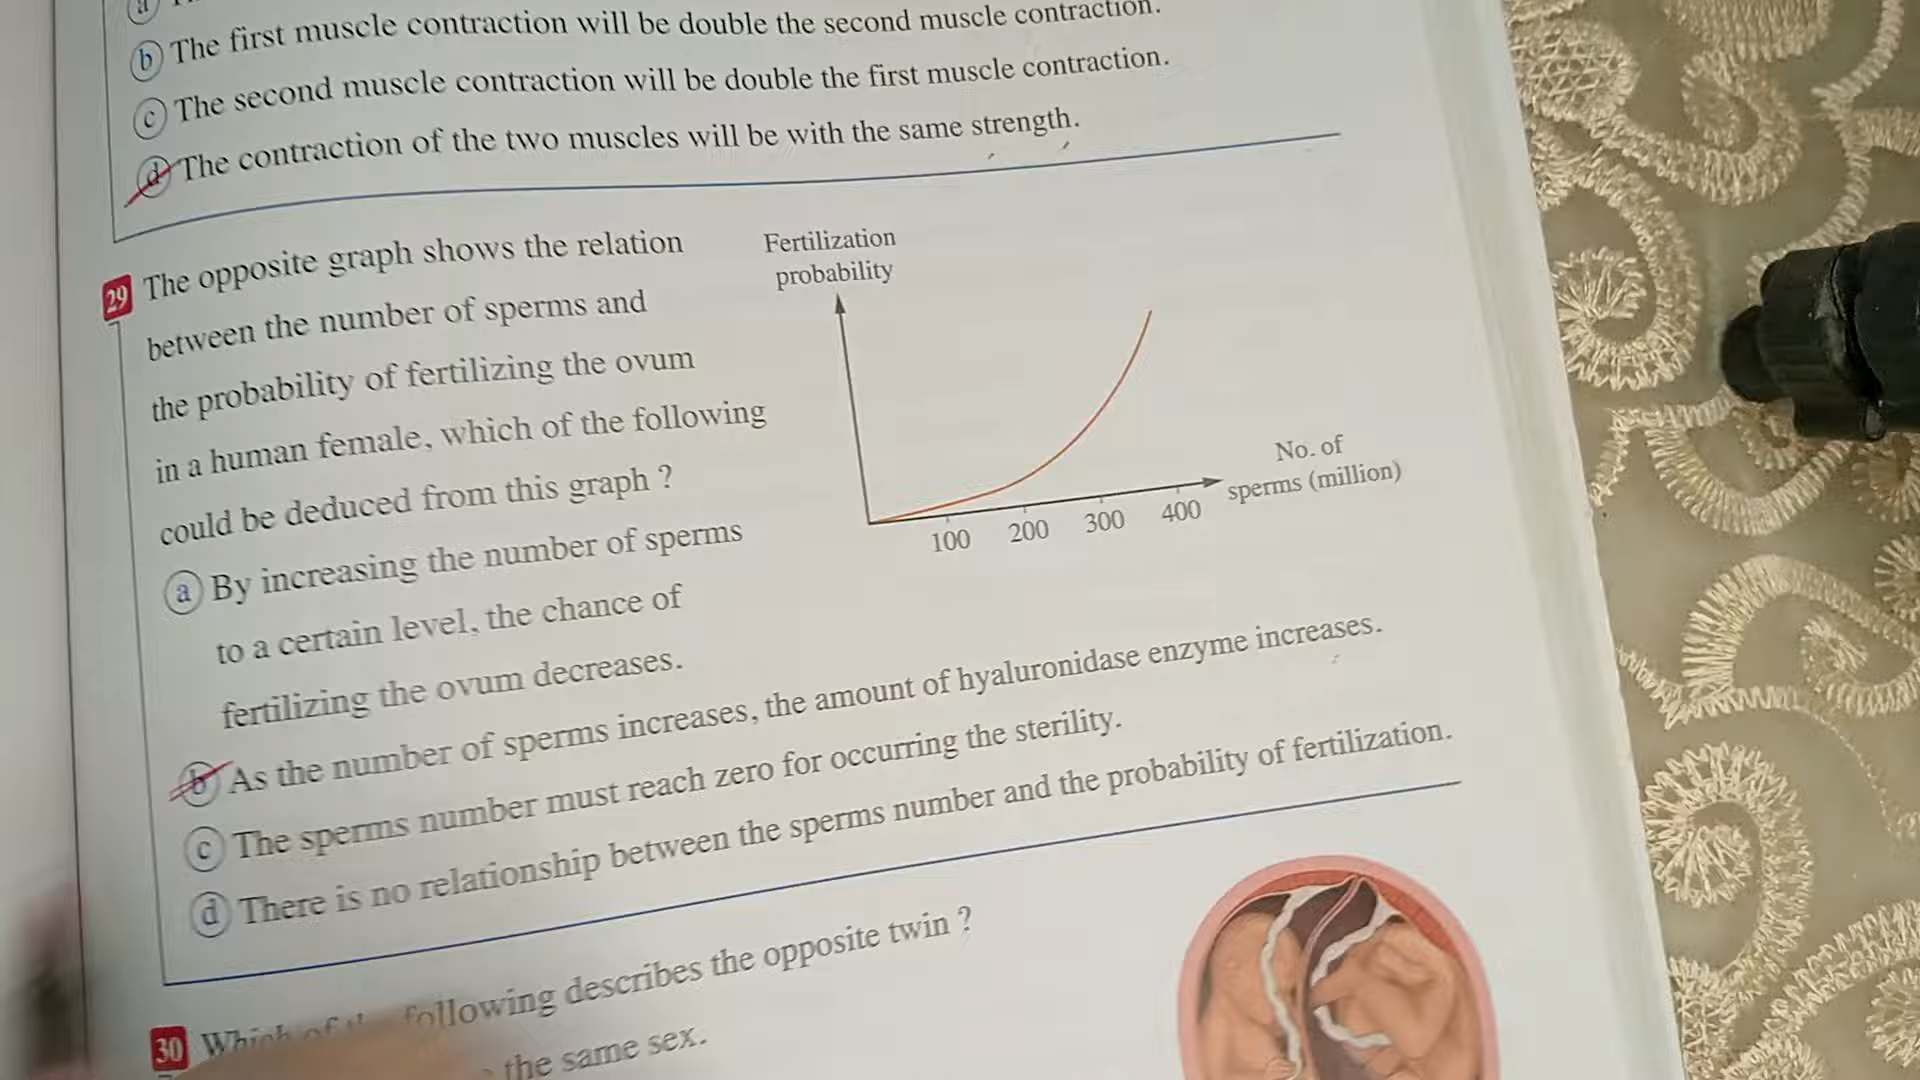 a
b The first muscle contraction will be double the second muscle contraction.
c The second muscle contraction will be double the first muscle contraction.
d The contraction of the two muscles will be with the same strength.
29 The opposite graph shows the relation
between the number of sperms and
the probability of fertilizing the ovum
in a human female, which of the following
could be deduced from this graph ?
Fertilization
probability
No. of
sperms (million)
100 200 300 400
a By increasing the number of sperms
to a certain level, the chance of
fertilizing the ovum decreases.
b As the number of sperms increases, the amount of hyaluronidase enzyme increases.
c The sperms number must reach zero for occurring the sterility.
d There is no relationship between the sperms number and the probability of fertilization.
30 Which of the following describes the opposite twin ?
the same sex.